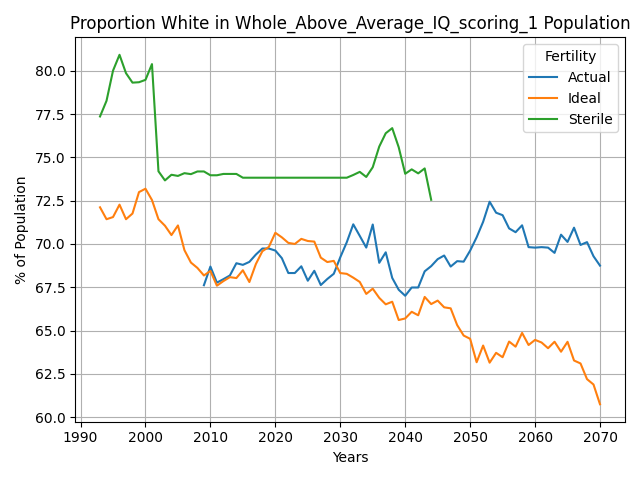 Proportion White in Whole_Above_Average_IQ_scoring_1 Population
Fertility
Actual
Ideal
Sterile
% of Population
80.0
77.5
75.0
72.5
70.0
67.5
65.0
62.5
60.0
1990 2000 2010 2020 2030 2040 2050 2060 2070
Years